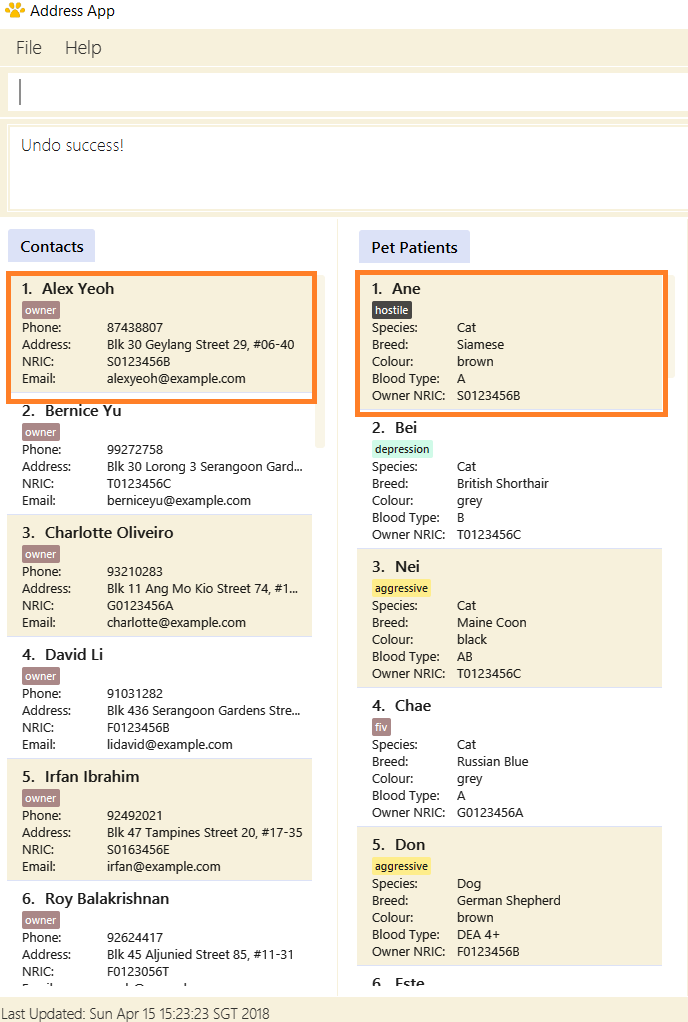 Address App
File Help
Undo success!
Contacts
1. Alex Yeoh
owner
Phone: 87438807
Address: Blk 30 Geylang Street 29, #06-40
NRIC: S0123456B
Email: alexyeoh@example.com
2. Bernice Yu
owner
Phone: 99272758
Address: Blk 30 Lorong 3 Serangoon Gard...
NRIC: T0123456C
Email: berniceyu@example.com
3. Charlotte Oliveiro
owner
Phone: 93210283
Address: Blk 11 Ang Mo Kio Street 74, #1...
NRIC: G0123456A
Email: charlotte@example.com
4. David Li
owner
Phone: 91031282
Address: Blk 436 Serangoon Gardens Stre...
NRIC: F0123456B
Email: lidavid@example.com
5. Irfan Ibrahim
owner
Phone: 92492021
Address: Blk 47 Tampines Street 20, #17-35
NRIC: S0163456E
Email: irfan@example.com
6. Roy Balakrishnan
owner
Phone: 92624417
Address: Blk 45 Aljunied Street 85, #11-31
NRIC: F0123056T
Pet Patients
1. Ane
hostile
Species: Cat
Breed: Siamese
Colour: brown
Blood Type: A
Owner NRIC: S0123456B
2. Bei
depression
Species: Cat
Breed: British Shorthair
Colour: grey
Blood Type: B
Owner NRIC: T0123456C
3. Nei
aggressive
Species: Cat
Breed: Maine Coon
Colour: black
Blood Type: AB
Owner NRIC: T0123456C
4. Chae
fiv
Species: Cat
Breed: Russian Blue
Colour: grey
Blood Type: A
Owner NRIC: G0123456A
5. Don
aggressive
Species: Dog
Breed: German Shepherd
Colour: brown
Blood Type: DEA 4+
Owner NRIC: F0123456B
6. Este
Last Updated: Sun Apr 15 15:23:23 SGT 2018